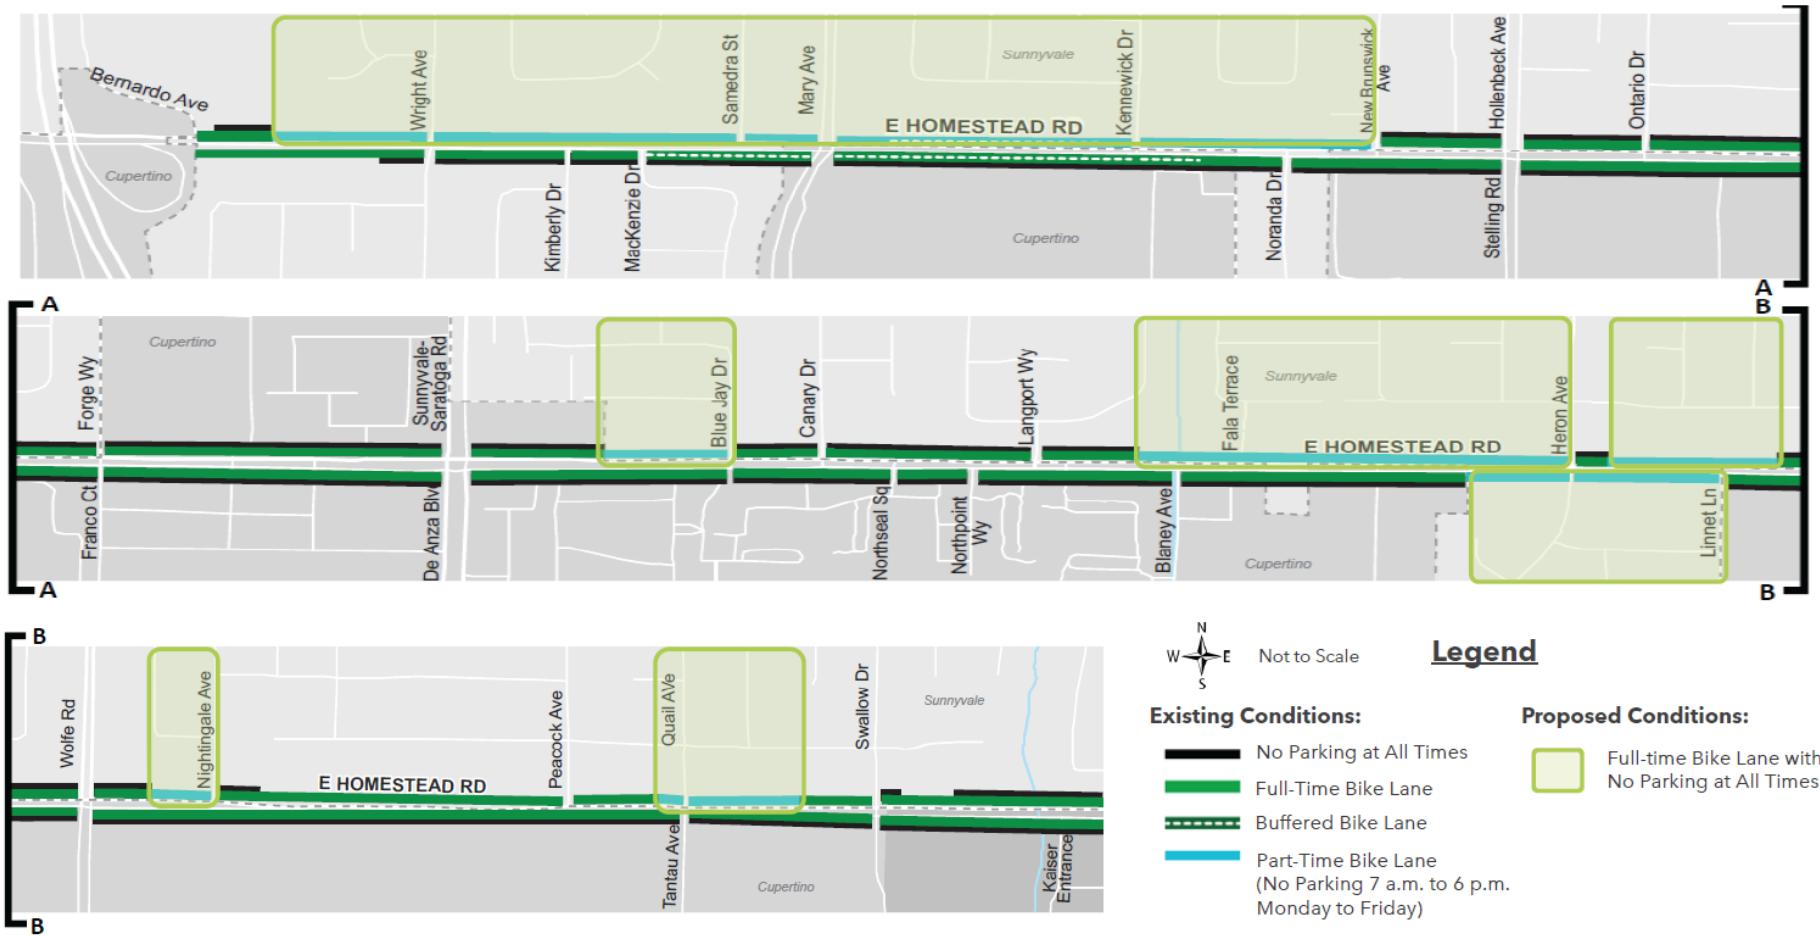 Bernardo Ave
Wright Ave
Samedra St
Mary Ave
Sunnyvale
Kennewick Dr
New Brunswick
Ave
Hollenbeck Ave
Ontario Dr
E HOMESTEAD RD
Cupertino
Kimberly Dr
MacKenzie Dr
Cupertino
Noranda Dr
Stelling Rd
A
A
B
Forge Wy
Cupertino
Sunnyvale-
Saratoga Rd
Blue Jay Dr
Canary Dr
Langport Wy
Fala Terrace
Sunnyvale
Heron Ave
E HOMESTEAD RD
Franco Ct
De Anza Blv
Northseal Sq
Northpoint
Wy
Blaney Ave
Cupertino
Linnet Ln
A
B
B
Wolfe Rd
Nightingale Ave
E HOMESTEAD RD
Peacock Ave
Quail AVe
Swallow Dr
Sunnyvale
Tantau Ave
Cupertino
Kaiser
Entrance
B
N
W E
S
Not to Scale
Legend
Existing Conditions:
No Parking at All Times
Full-Time Bike Lane
Buffered Bike Lane
Part-Time Bike Lane
(No Parking 7 a.m. to 6 p.m.
Monday to Friday)
Proposed Conditions:
Full-time Bike Lane with
No Parking at All Times